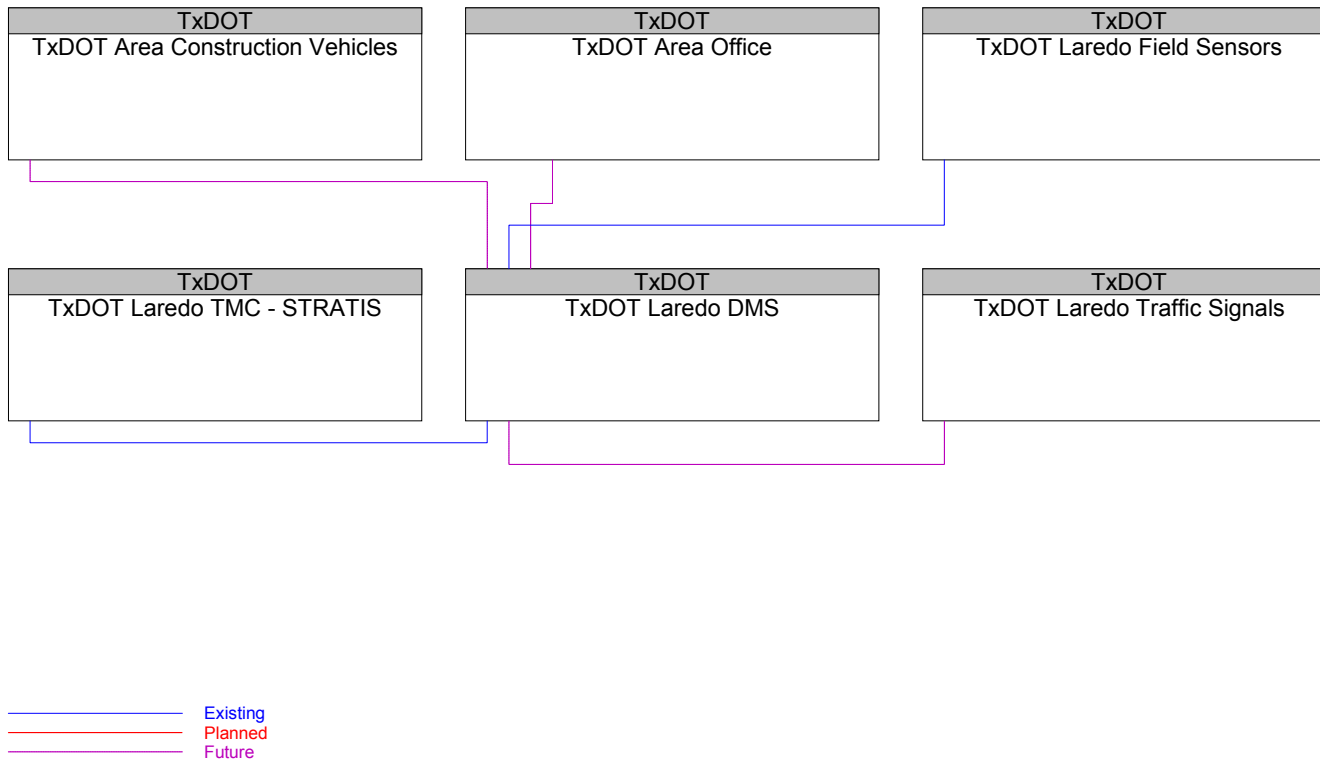 TxDOT
TxDOT Area Construction Vehicles
TxDOT
TxDOT Area Office
TxDOT
TxDOT Laredo Field Sensors
TxDOT
TxDOT Laredo TMC - STRATIS
TxDOT
TxDOT Laredo DMS
TxDOT
TxDOT Laredo Traffic Signals
Existing
Planned
Future